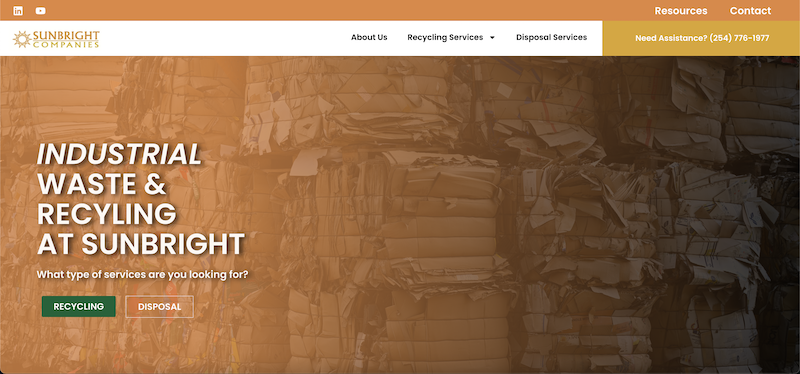 Resources Contact
SUNBRIGHT
COMPANIES
About Us Recycling Services Disposal Services Need Assistance? (254) 776-1977
INDUSTRIAL
WASTE &
RECYLING
AT SUNBRIGHT
What type of services are you looking for?
RECYCLING DISPOSAL